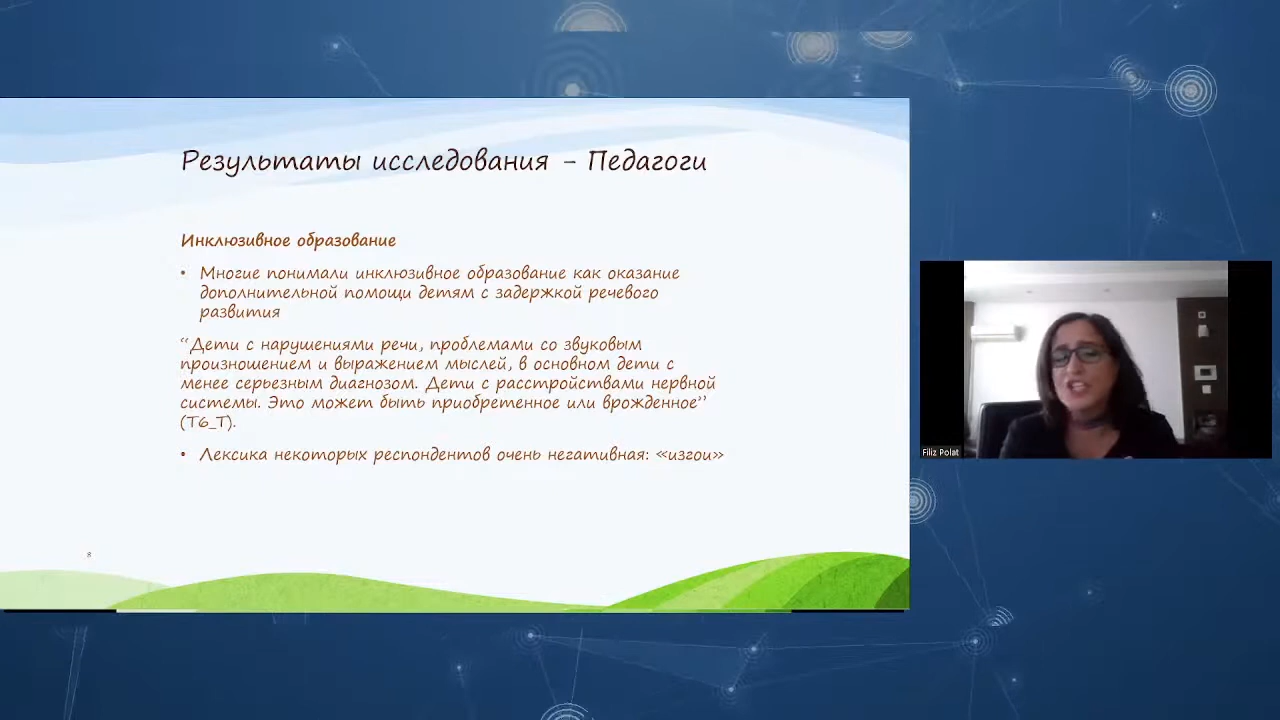 Результаты исследования – Педагоги
Инклюзивное образование
• Многие понимали инклюзивное образование как оказание
дополнительной помощи детям с задержкой речевого
развития
“Дети с нарушениями речи, проблемами со звуковым
произношением и выражением мыслей, в основном дети с
менее серьезным диагнозом. Дети с расстройствами нервной
системы. Это может быть приобретенное или врожденное”
(T6_T).
• Лексика некоторых респондентов очень негативная: «изгои»
8
Filiz Polat